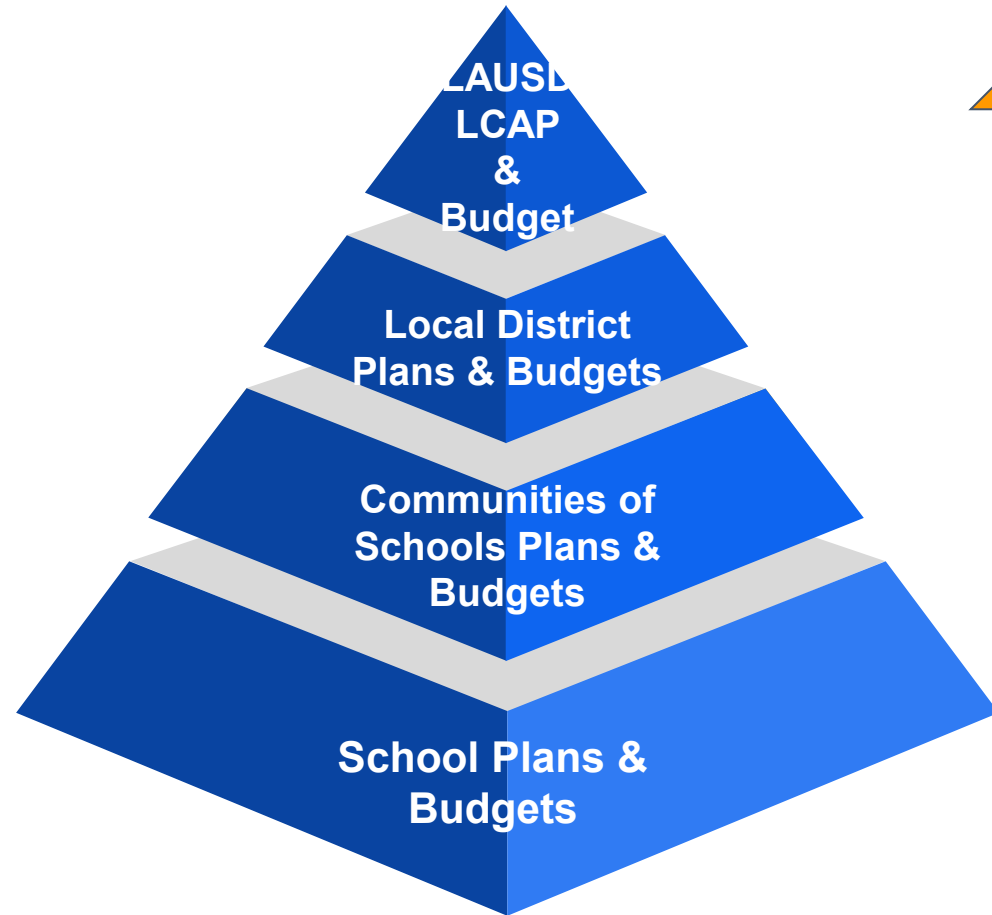 LAUSD
LCAP
&
Budget
Local District
Plans & Budgets
Communities of
Schools Plans &
Budgets
School Plans &
Budgets